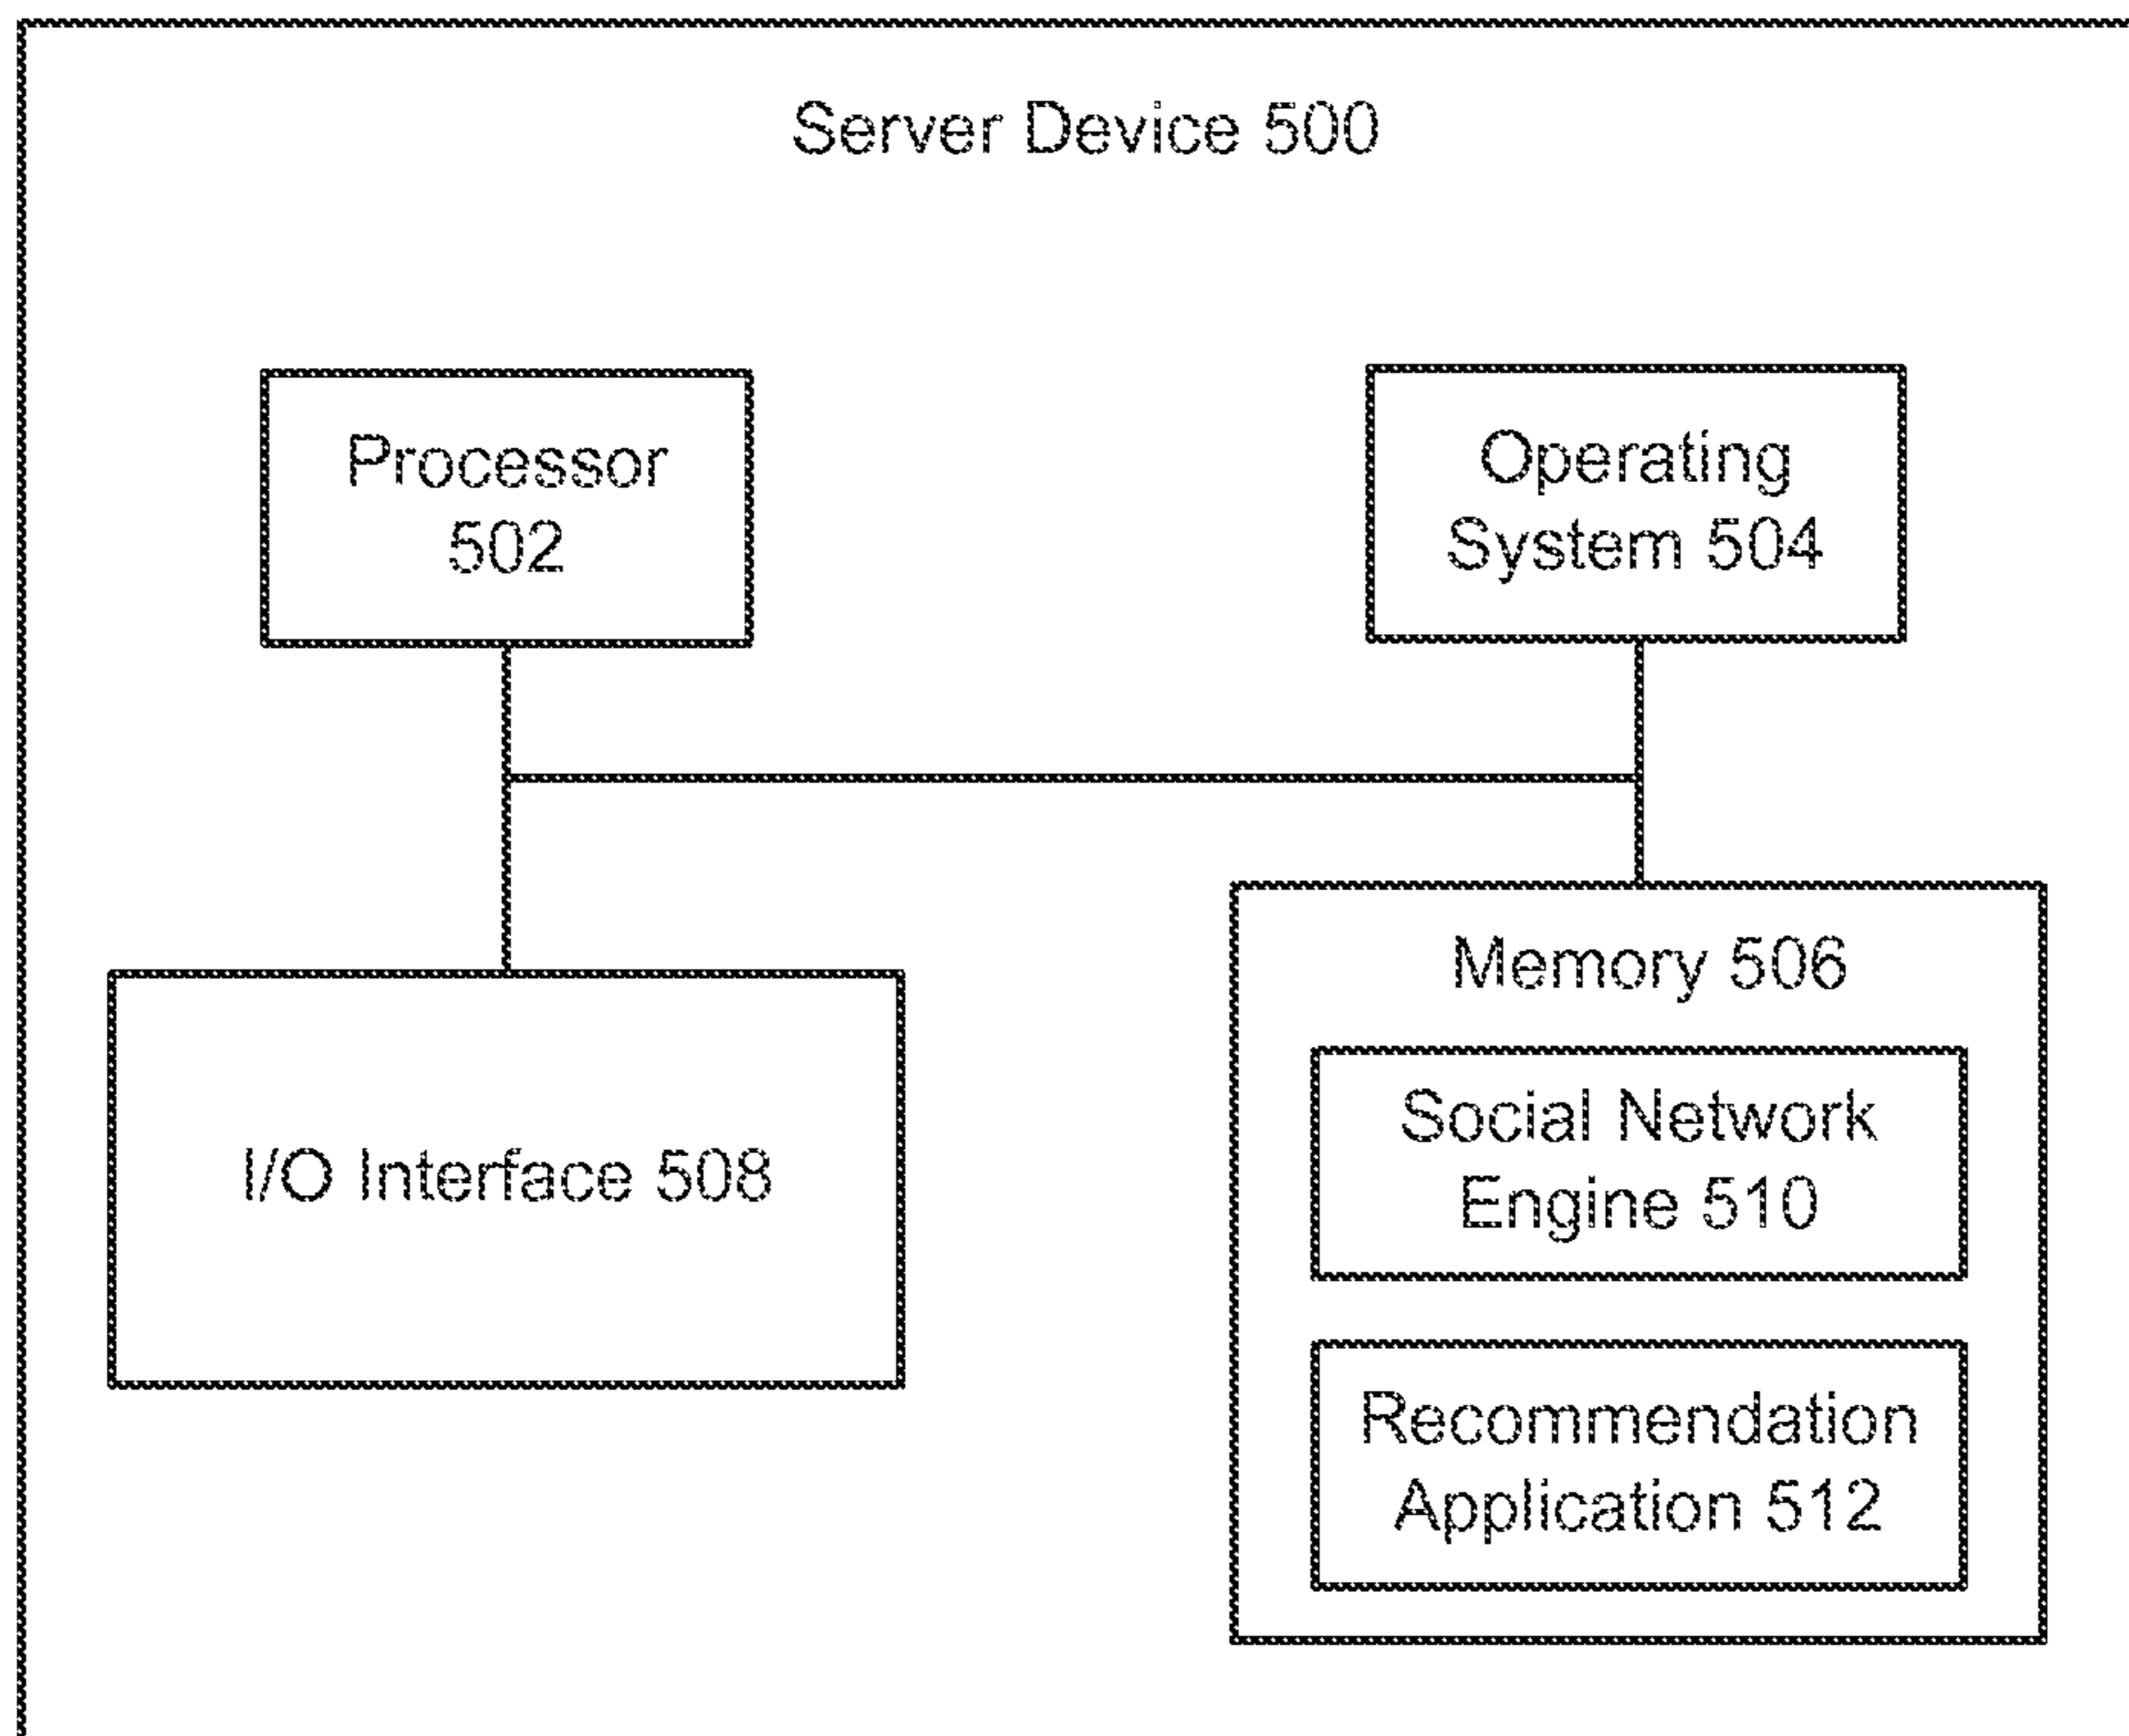 Server Device 500
Processor
502
Operating
System 504
I/O Interface 508
Memory 506
Social Network
Engine 510
Recommendation
Application 512